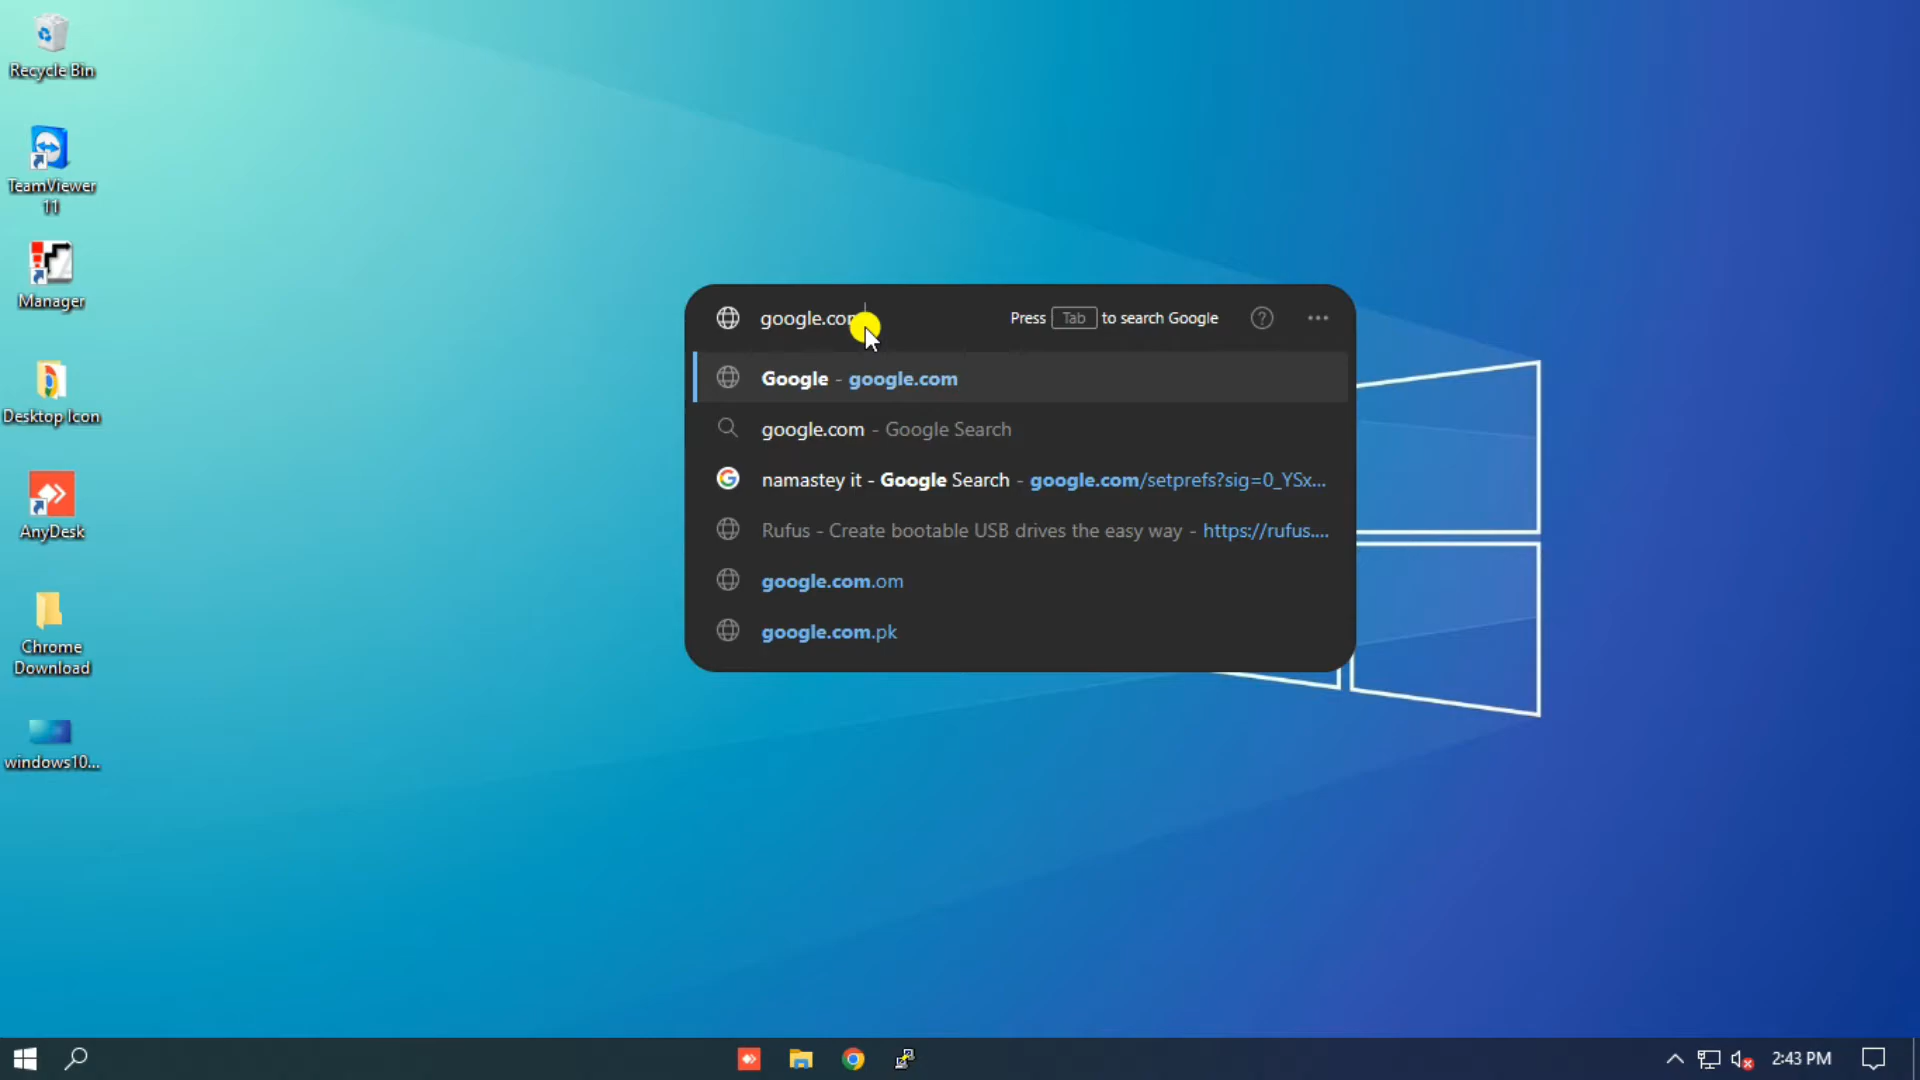 Recycle Bin
TeamViewer
11
Manager
Desktop Icon
AnyDesk
Chrome
Download
windows10...
google.com
Press Tab to search Google
Google - google.com
google.com - Google Search
namastey it - Google Search - google.com/setprefs?sig=0_YSx...
Rufus - Create bootable USB drives the easy way - https://rufus....
google.com.om
google.com.pk
2:43 PM